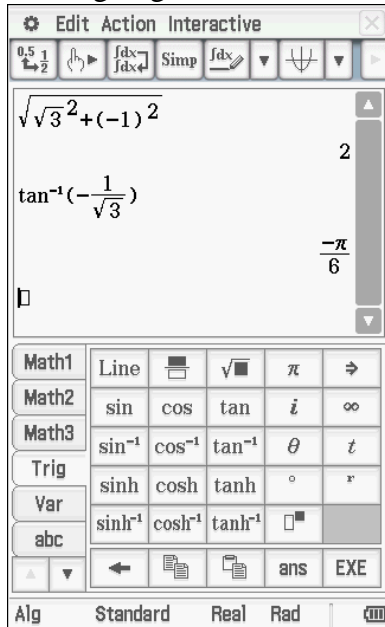 Edit Action Interactive
0.5 1/2 ∫dx ∫dx Simp ∫dx
√(√3²+(-1)²)
2
tan⁻¹(-1/√3)
-π/6
Math1 Line √■ π ⇒
Math2 sin cos tan i ∞
Math3 sin⁻¹ cos⁻¹ tan⁻¹ θ t
Trig sinh cosh tanh ° r
Var sinh⁻¹ cosh⁻¹ tanh⁻¹ □■
abc
▲ ▼ ← ans EXE
Alg Standard Real Rad